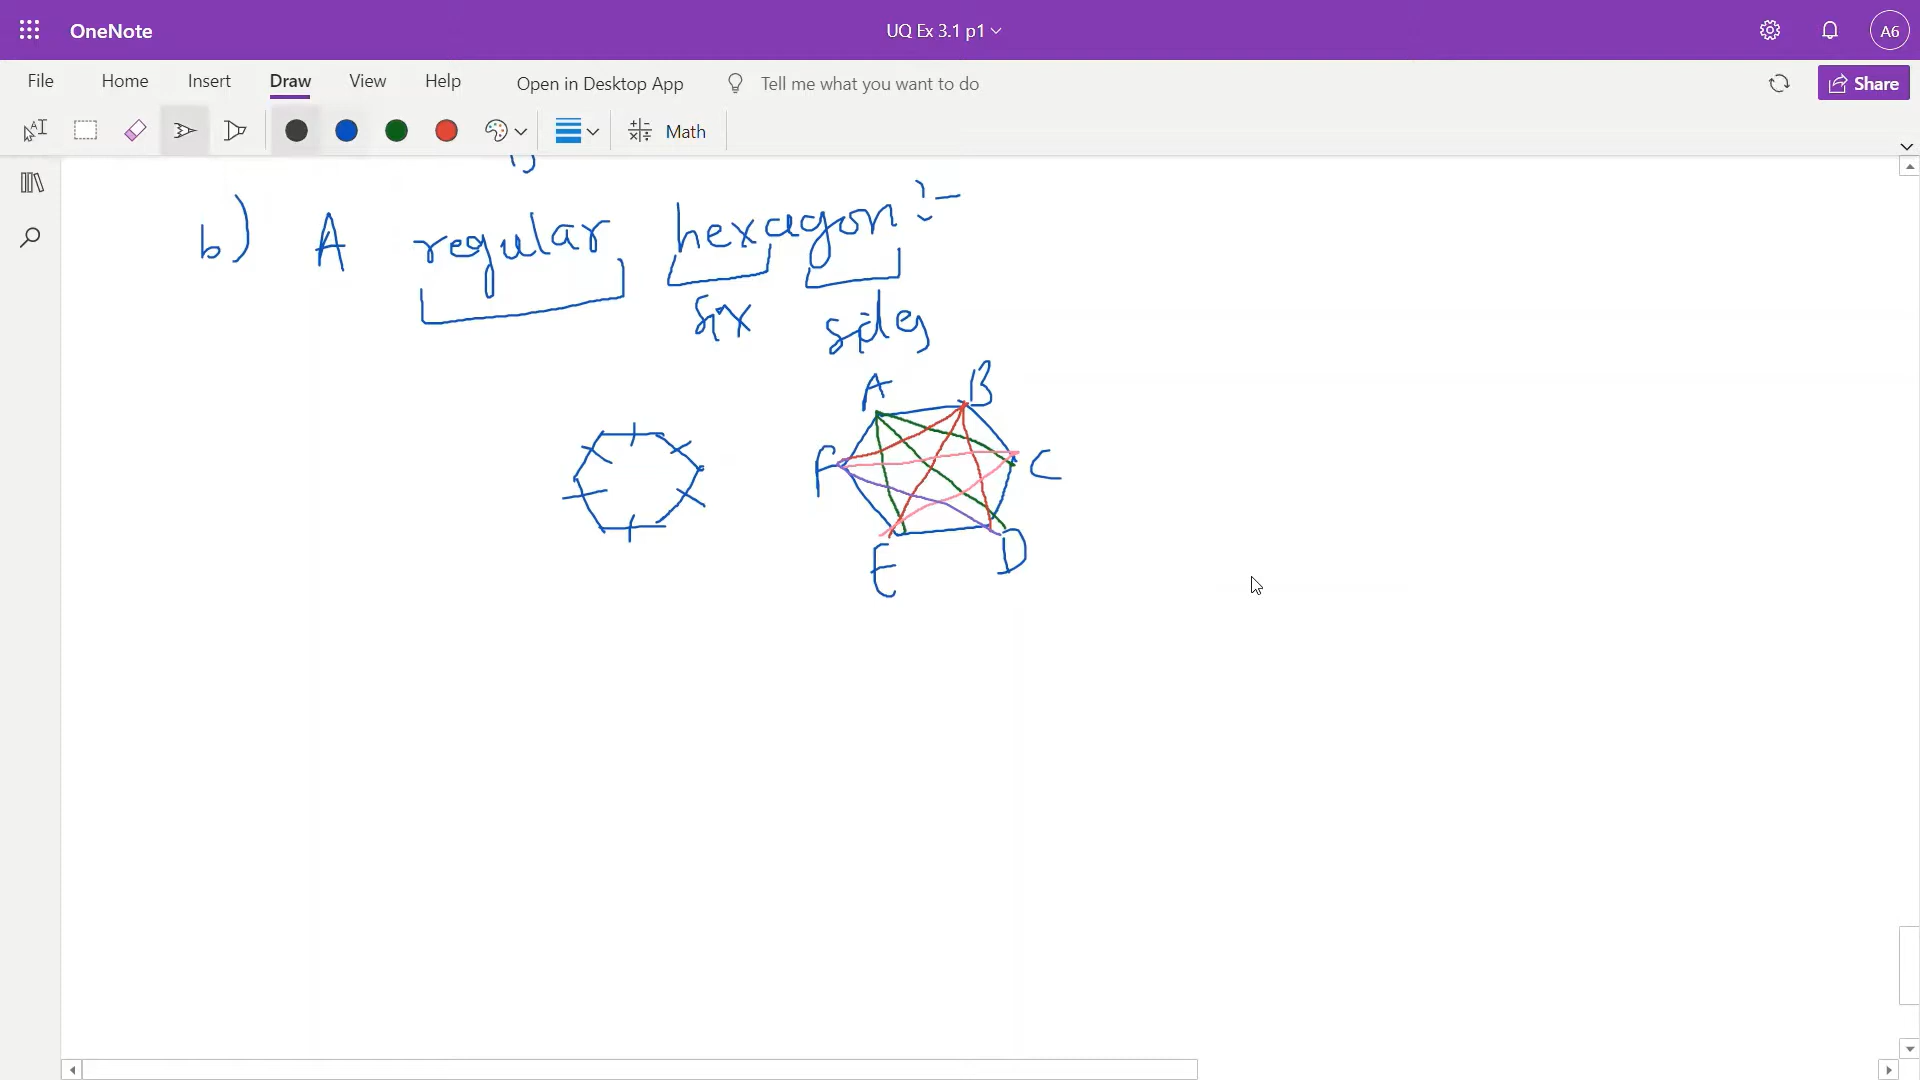 OneNote
UQ Ex 3.1 p1
A6
File Home Insert Draw View Help Open in Desktop App Tell me what you want to do
Share
Math
b) A regular hexagon :-
six sides
A B
F C
E D